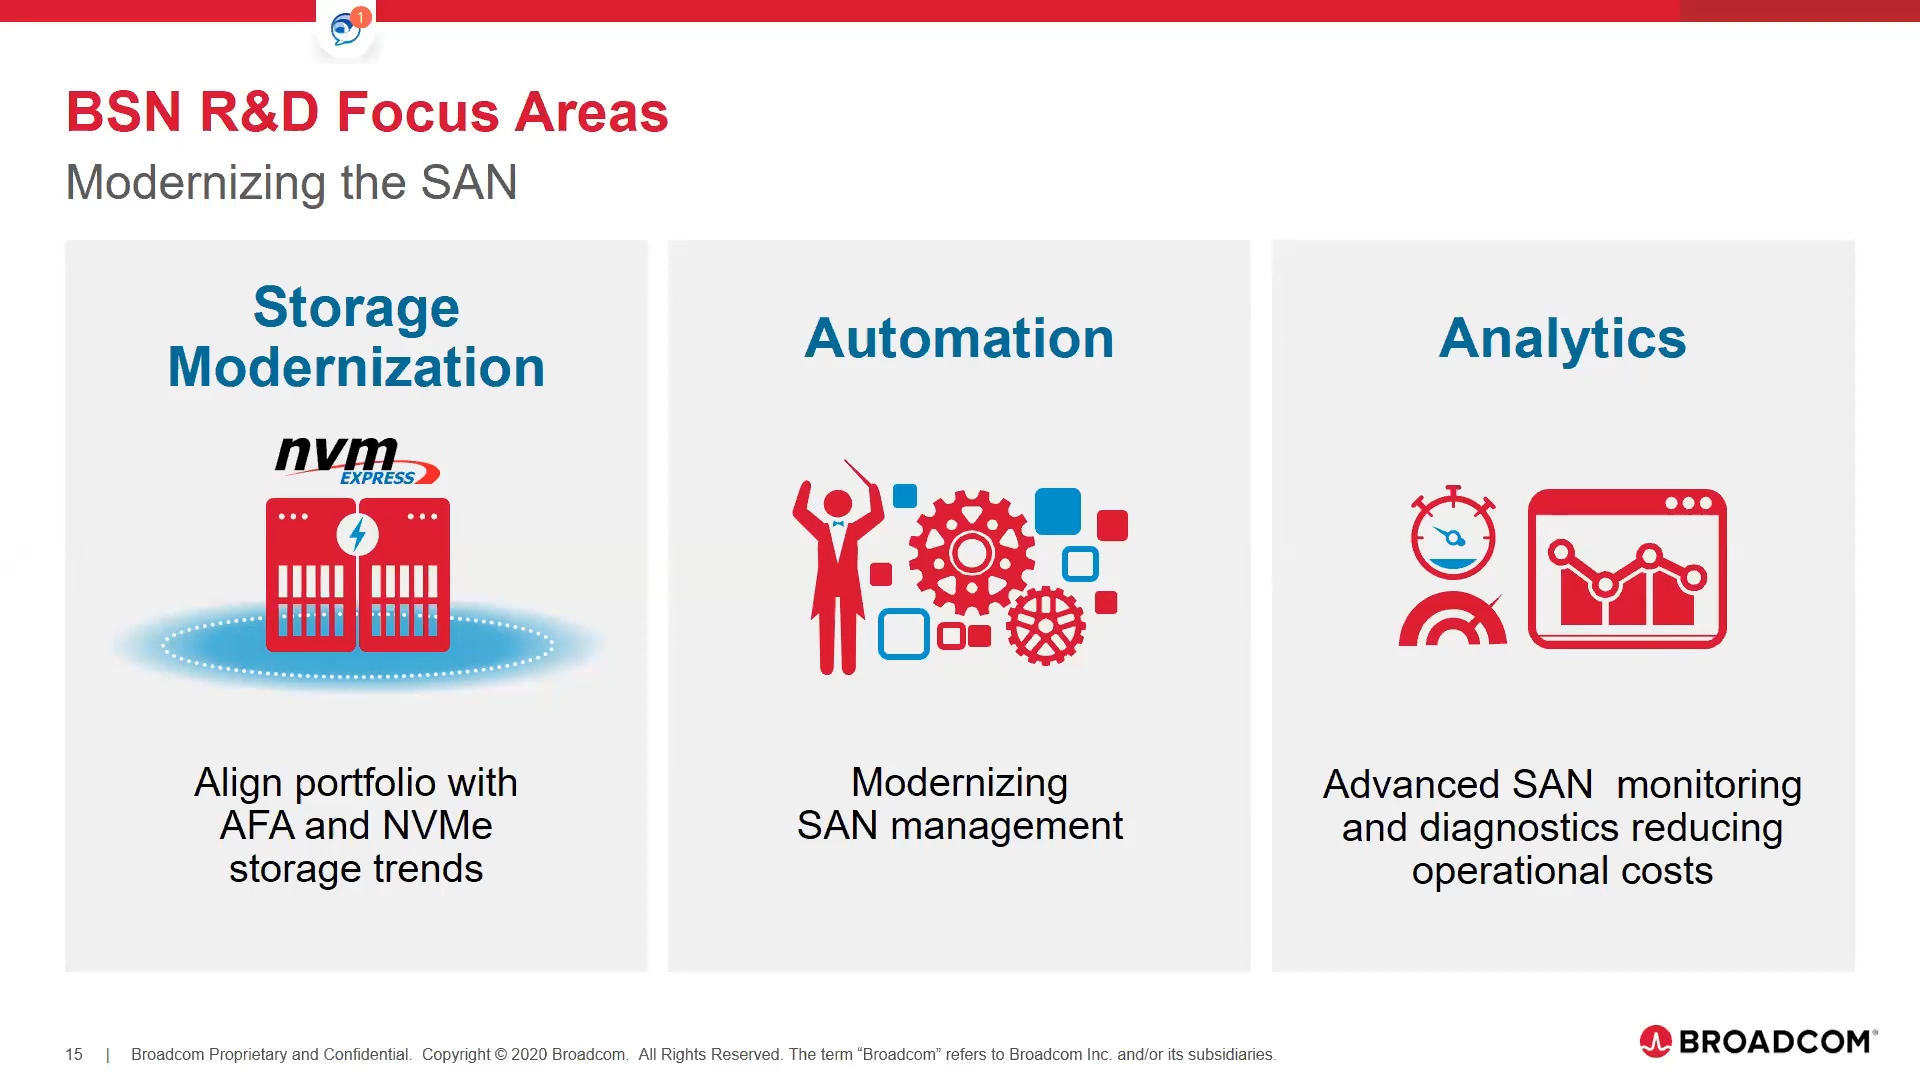 1
BSN R&D Focus Areas
Modernizing the SAN
Storage
Modernization
nvm
EXPRESS
Align portfolio with
AFA and NVMe
storage trends
Automation
Modernizing
SAN management
Analytics
Advanced SAN  monitoring
and diagnostics reducing
operational costs
15 | Broadcom Proprietary and Confidential.  Copyright © 2020 Broadcom.  All Rights Reserved. The term “Broadcom” refers to Broadcom Inc. and/or its subsidiaries.
BROADCOM®